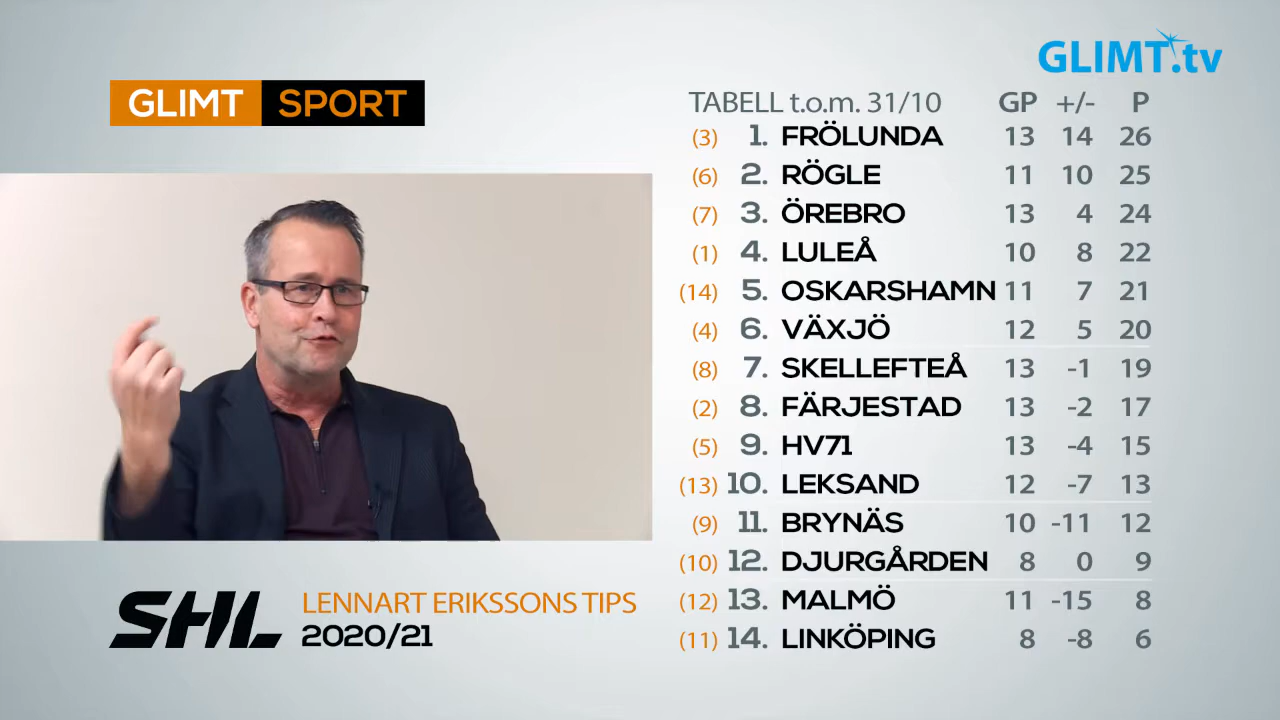 GLIMT.tv
GLIMT SPORT
TABELL t.o.m. 31/10 GP +/- P
(3) 1. FRÖLUNDA 13 14 26
(6) 2. RÖGLE 11 10 25
(7) 3. ÖREBRO 13 4 24
(1) 4. LULEÅ 10 8 22
(14) 5. OSKARSHAMN 11 7 21
(4) 6. VÄXJÖ 12 5 20
(8) 7. SKELLEFTEÅ 13 -1 19
(2) 8. FÄRJESTAD 13 -2 17
(5) 9. HV71 13 -4 15
(13) 10. LEKSAND 12 -7 13
(9) 11. BRYNÄS 10 -11 12
(10) 12. DJURGÅRDEN 8 0 9
(12) 13. MALMÖ 11 -15 8
(11) 14. LINKÖPING 8 -8 6
SHL
LENNART ERIKSSONS TIPS
2020/21